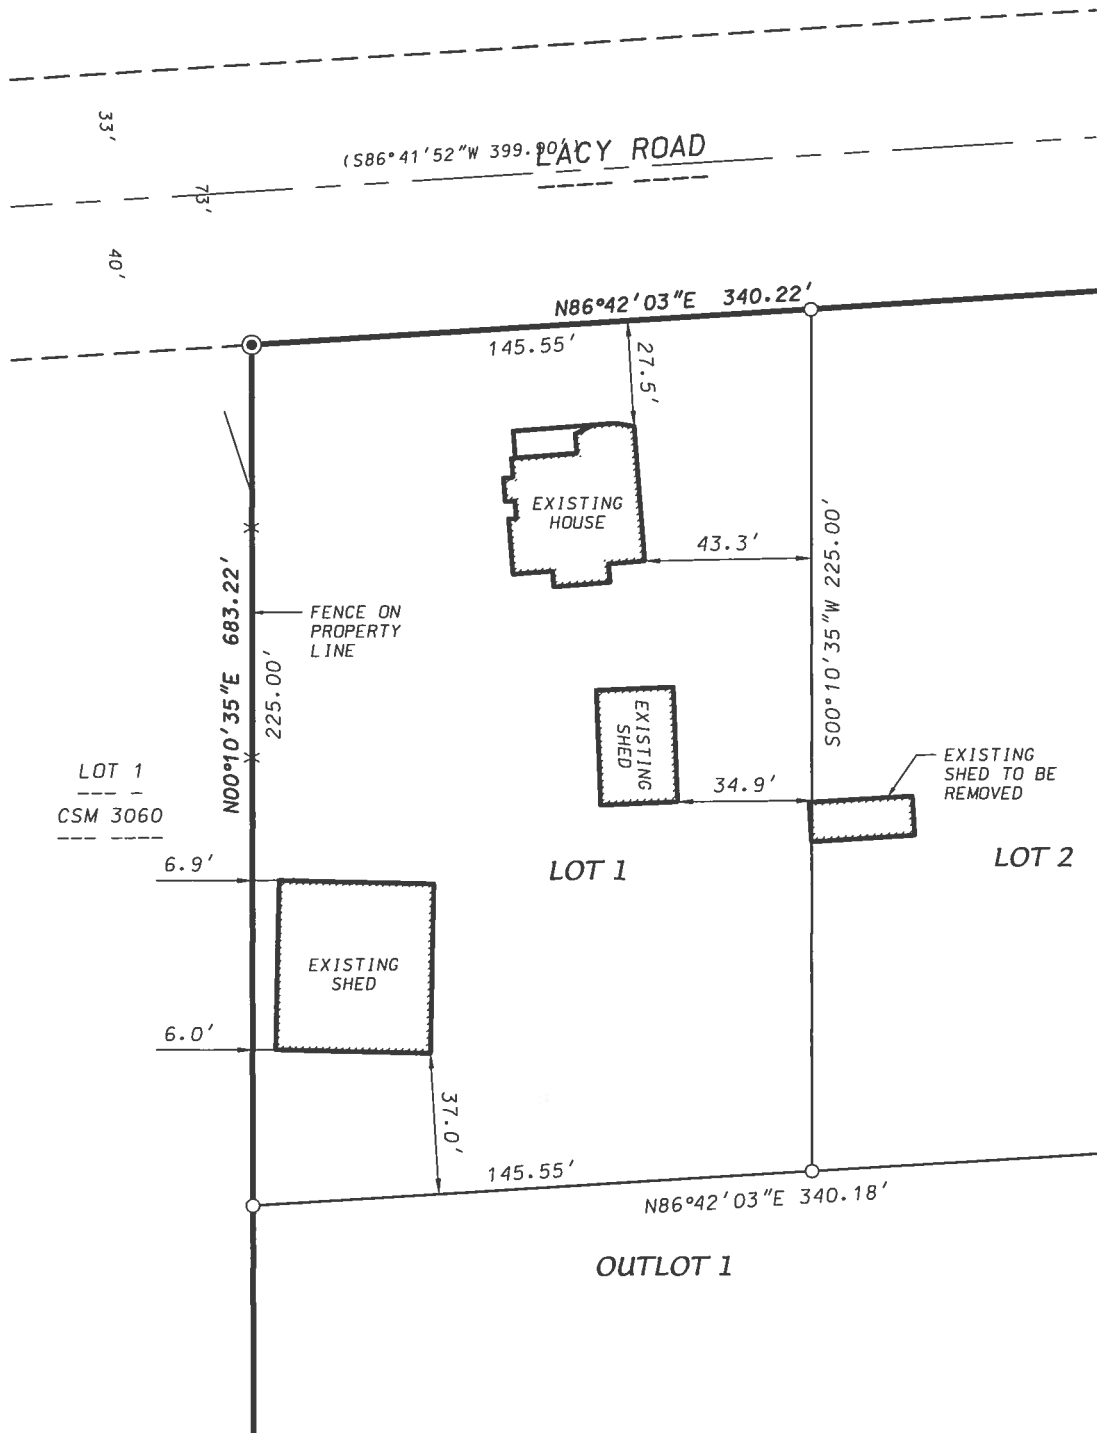 33'
(S86°41'52"W 399.90')
LACY ROAD
73'
40'
N86°42'03"E 340.22'
145.55'
27.5'
EXISTING
HOUSE
43.3'
S00°10'35"W 225.00'
N00°10'35"E 683.22'
225.00'
FENCE ON
PROPERTY
LINE
EXISTING
SHED
34.9'
EXISTING
SHED TO BE
REMOVED
LOT 1
CSM 3060
LOT 1
LOT 2
6.9'
EXISTING
SHED
6.0'
37.0'
145.55'
N86°42'03"E 340.18'
OUTLOT 1